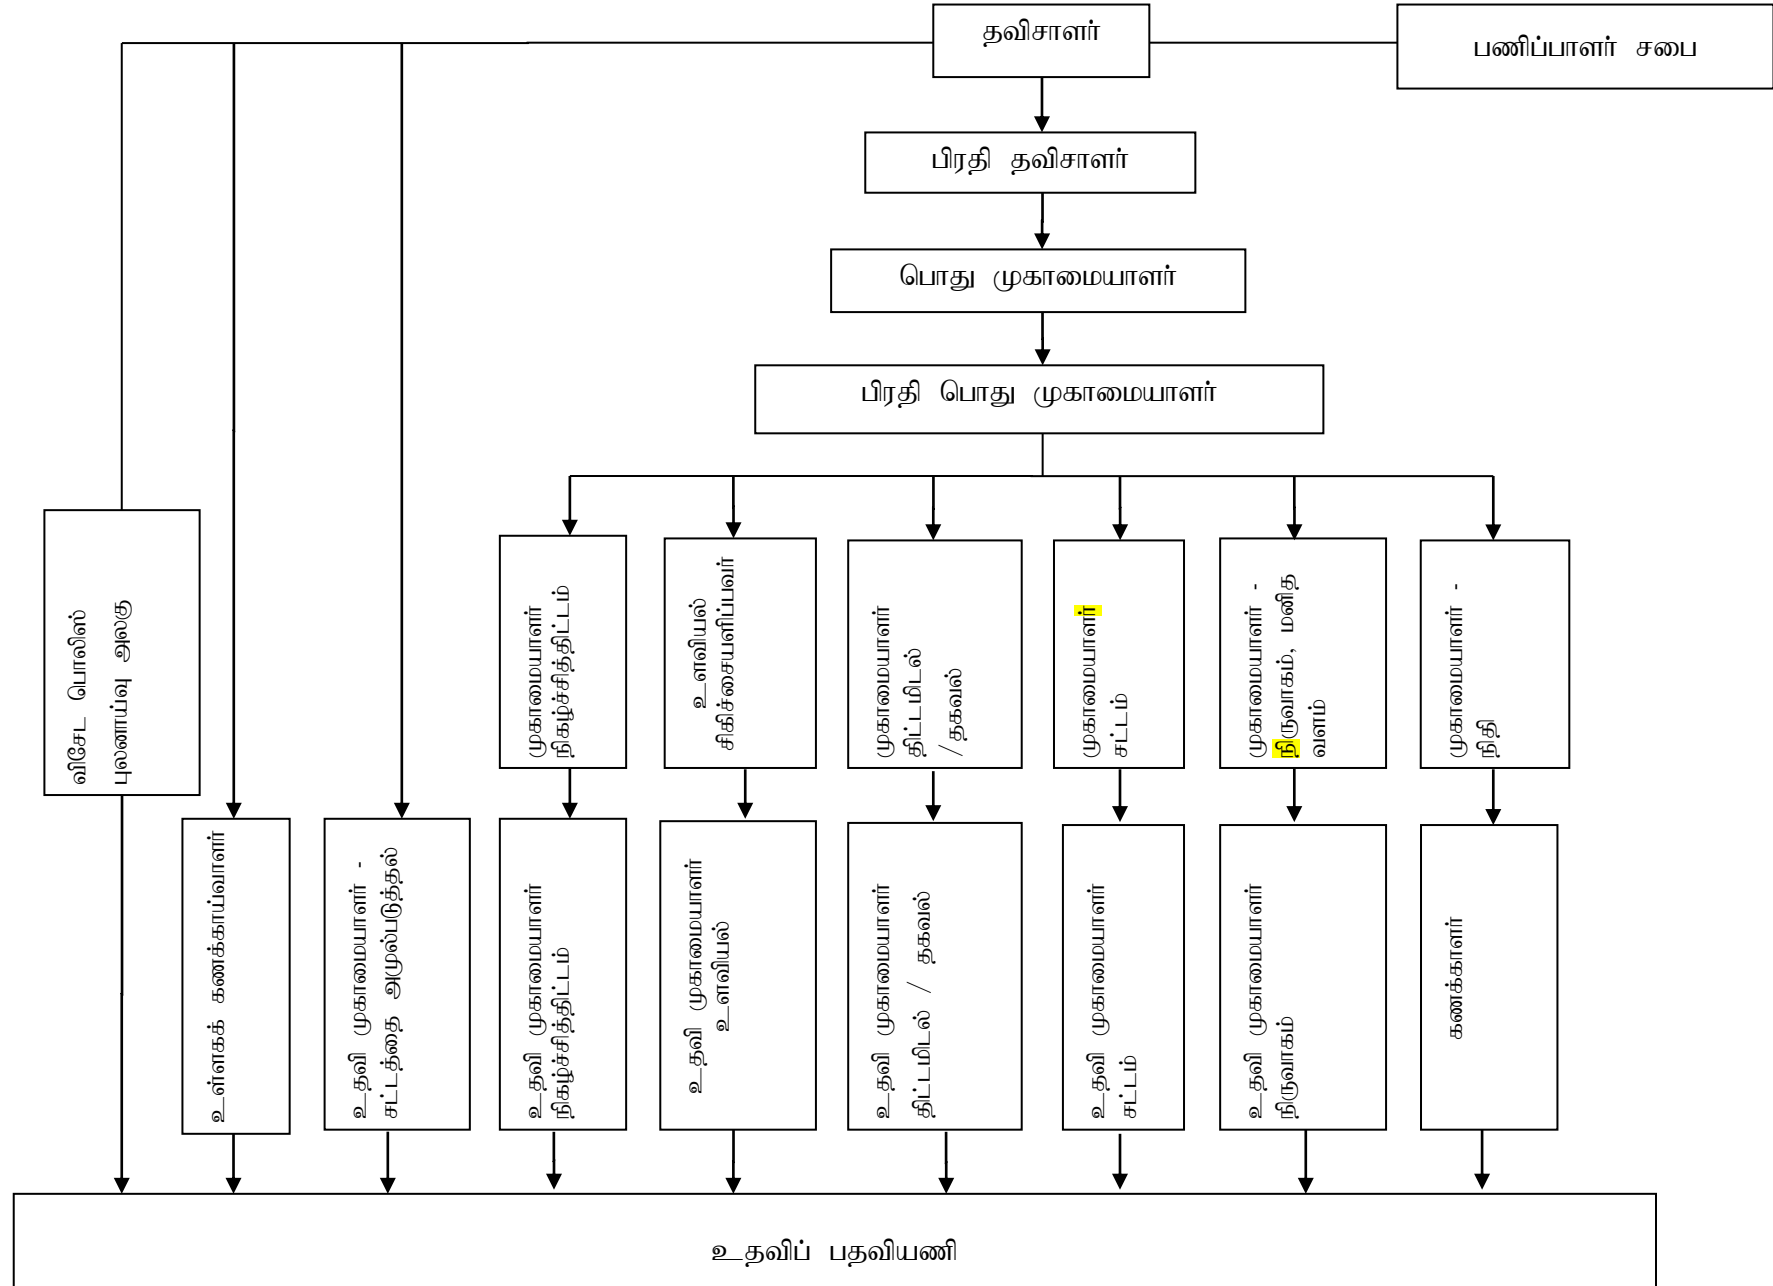 தவிசாளர்
பணிப்பாளர் சபை
பிரதி தவிசாளர்
பொது முகாமையாளர்
பிரதி பொது முகாமையாளர்
விசேட பொலிஸ்
புலனாய்வு அலகு
முகாமையாளர்
நிகழ்ச்சித்திட்டம்
உளவியல்
சிகிச்சையளிப்பவர்
முகாமையாளர்
திட்டமிடல்
/தகவல்
முகாமையாளர்
சட்டம்
முகாமையாளர் -
நிருவாகம், மனித
வளம்
முகாமையாளர் -
நிதி
உள்ளகக் கணக்காய்வாளர்
உதவி முகாமையாளர் -
சட்டத்தை அமுல்படுத்தல்
உதவி முகாமையாளர்
நிகழ்ச்சித்திட்டம்
உதவி முகாமையாளர்
உளவியல்
உதவி முகாமையாளர்
திட்டமிடல் / தகவல்
உதவி முகாமையாளர்
சட்டம்
உதவி முகாமையாளர்
நிருவாகம்
கணக்காளர்
உதவிப் பதவியணி